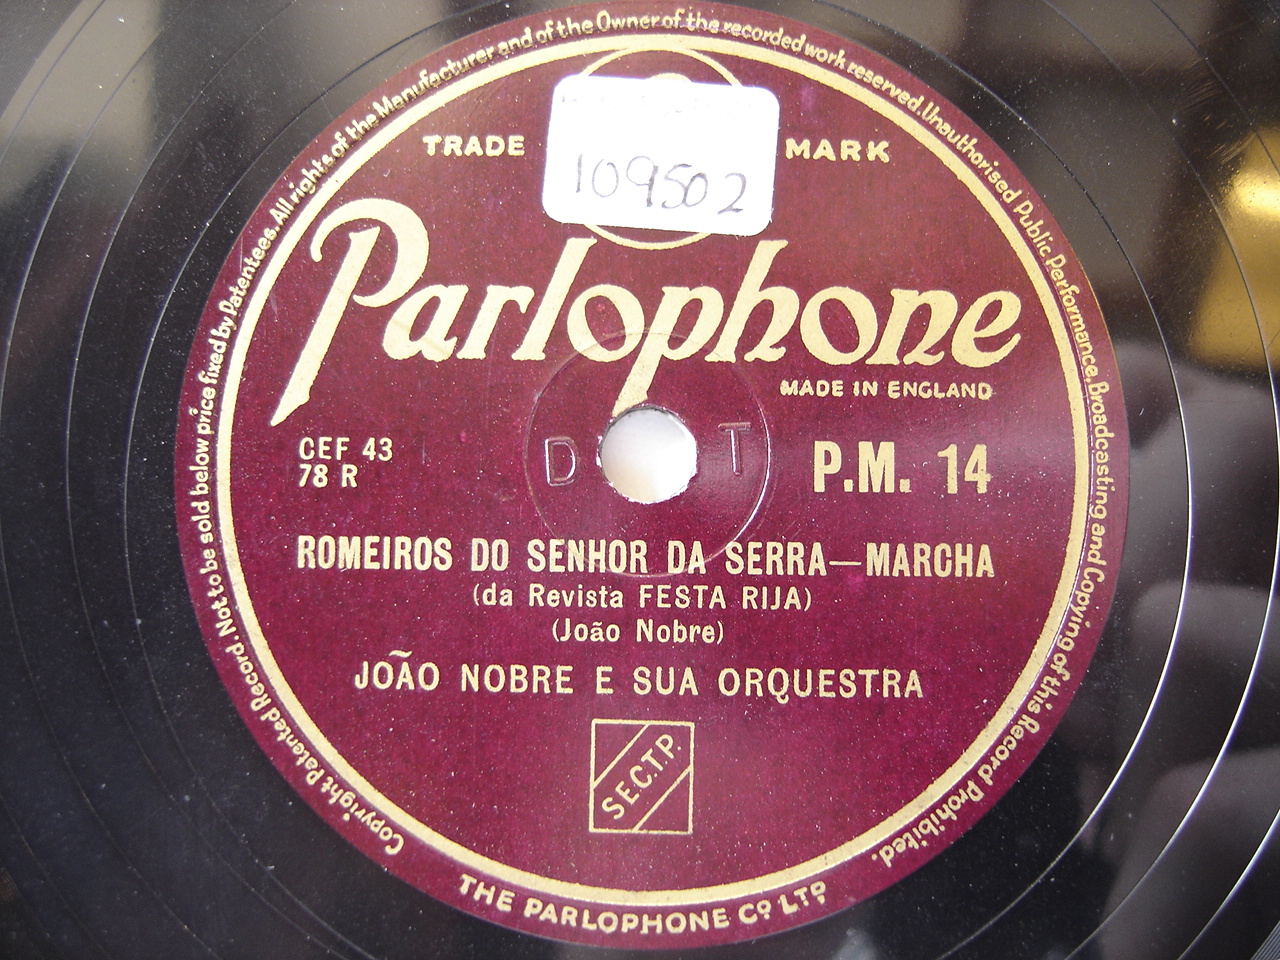 Copyright Patented Record. Not to be sold below price fixed by Patentees. All rights of the Manufacturer and of the Owner of the recorded work reserved. Unauthorised Public Performance, Broadcasting and Copying of this Record Prohibited.
TRADE MARK
109502
Parlophone
MADE IN ENGLAND
CEF 43
78 R
D T
P.M. 14
ROMEIROS DO SENHOR DA SERRA—MARCHA
(da Revista FESTA RIJA)
(João Nobre)
JOÃO NOBRE E SUA ORQUESTRA
S.E.C.T.P.
THE PARLOPHONE Co LTD